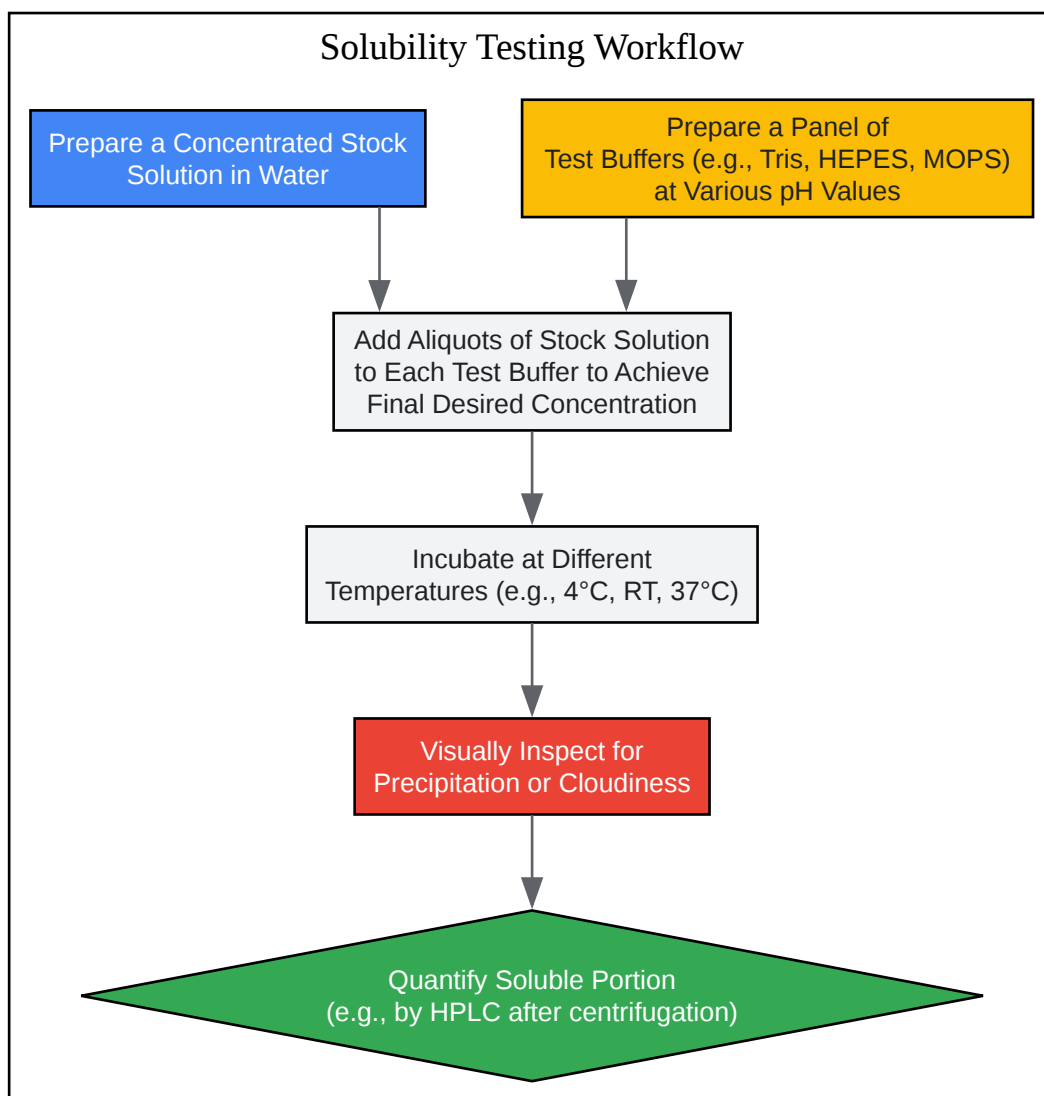 Solubility Testing Workflow
Prepare a Concentrated Stock
Solution in Water
Prepare a Panel of
Test Buffers (e.g., Tris, HEPES, MOPS)
at Various pH Values
Add Aliquots of Stock Solution
to Each Test Buffer to Achieve
Final Desired Concentration
Incubate at Different
Temperatures (e.g., 4°C, RT, 37°C)
Visually Inspect for
Precipitation or Cloudiness
Quantify Soluble Portion
(e.g., by HPLC after centrifugation)